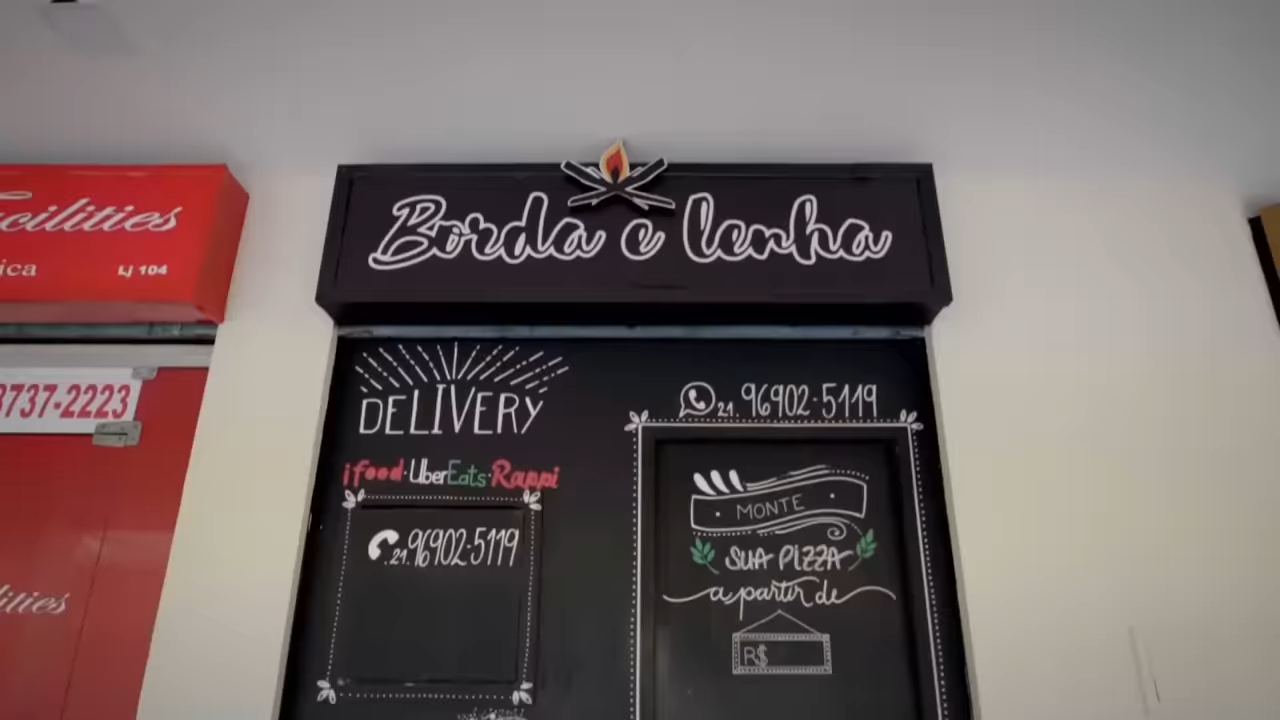 cilities
ica
LJ 104
3737-2223
lities
Borda e lenha
DELIVERY
ifood · UberEats · Rappi
21. 96902-5119
21. 96902-5119
MONTE
SUA PIZZA
a partir de
R$